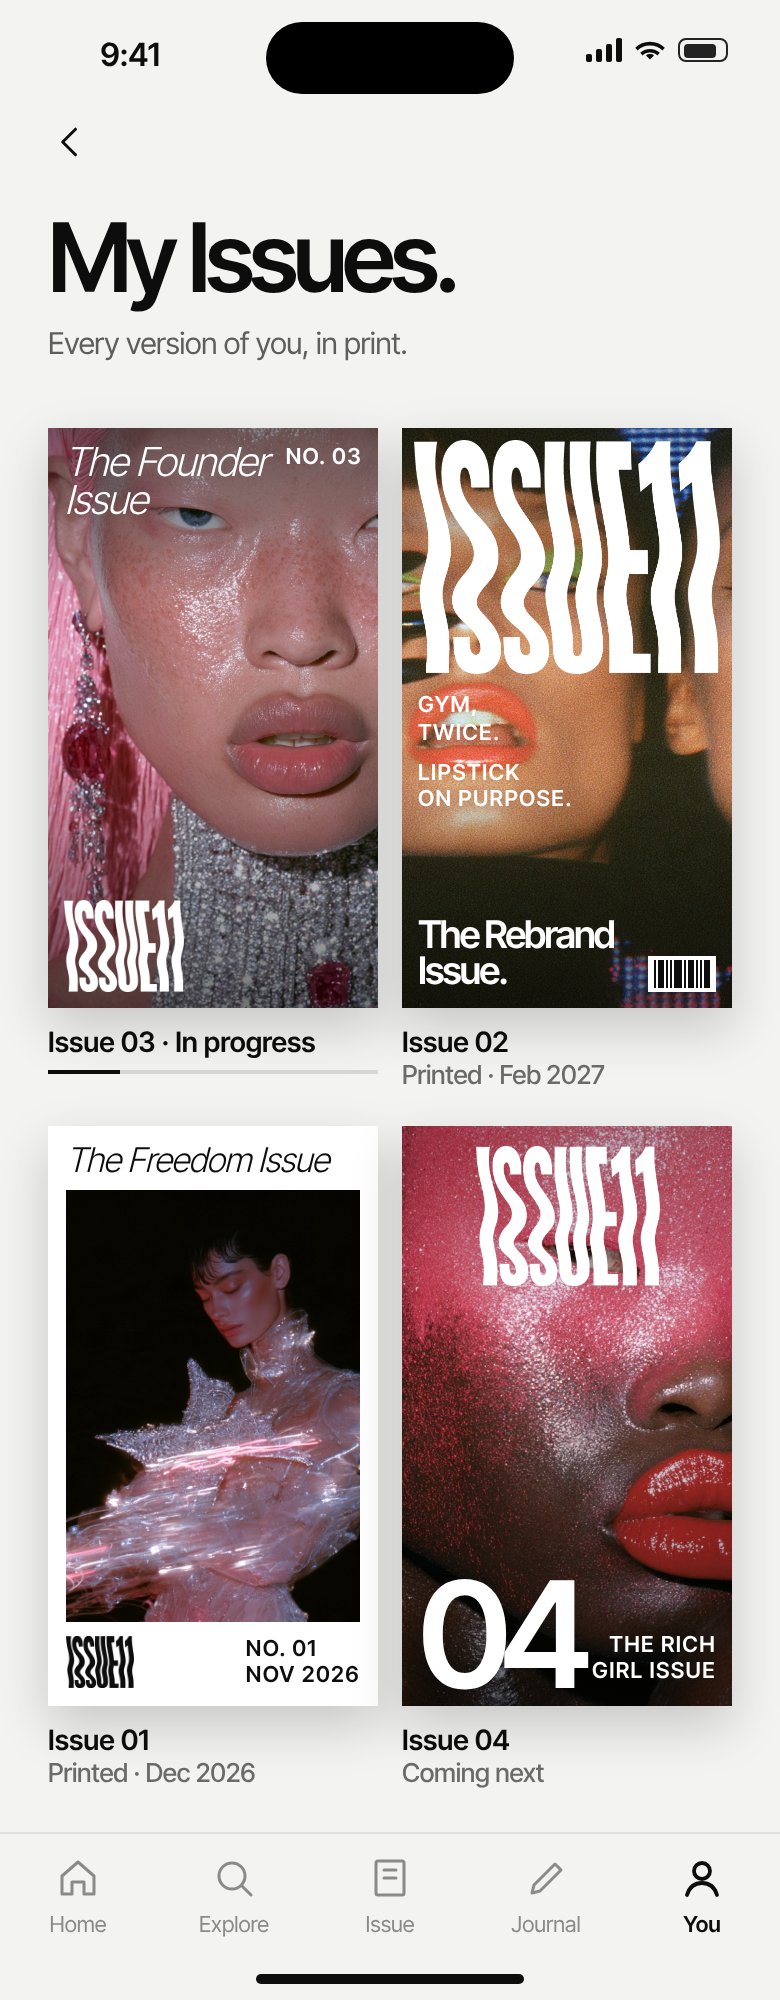 9:41
My Issues.
Every version of you, in print.
The Founder
Issue
NO. 03
ISSUE11
Issue 03 · In progress
ISSUE11
GYM,
TWICE.
LIPSTICK
ON PURPOSE.
The Rebrand
Issue.
Issue 02
Printed · Feb 2027
The Freedom Issue
ISSUE11
NO. 01
NOV 2026
Issue 01
Printed · Dec 2026
ISSUE11
04
THE RICH
GIRL ISSUE
Issue 04
Coming next
Home
Explore
Issue
Journal
You